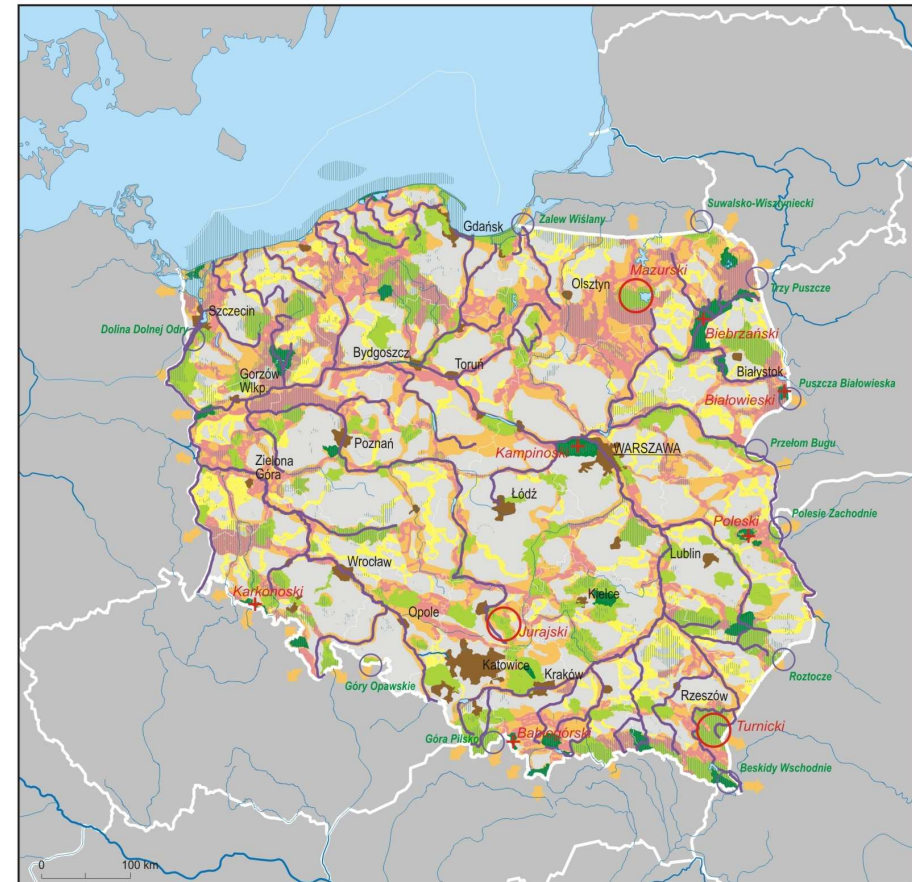 Suwalsko-Wisztyniecki
Zalew Wiślany
Gdańsk
Mazurski
Olsztyn
Trzy Puszcze
Szczecin
Dolina Dolnej Odry
Biebrzański
Bydgoszcz
Toruń
Białystok
Gorzów
Wlkp.
Puszcza Białowieska
Białowieski
Poznań
Kampinoski
WARSZAWA
Przełom Bugu
Zielona
Góra
Łódź
Polesie Zachodnie
Poleski
Lublin
Wrocław
Karkonoski
Kielce
Opole
Jurajski
Katowice
Kraków
Roztocze
Góry Opawskie
Rzeszów
Turnicki
Góra Pilsko
Babiogórski
Beskidy Wschodnie
0
100 km